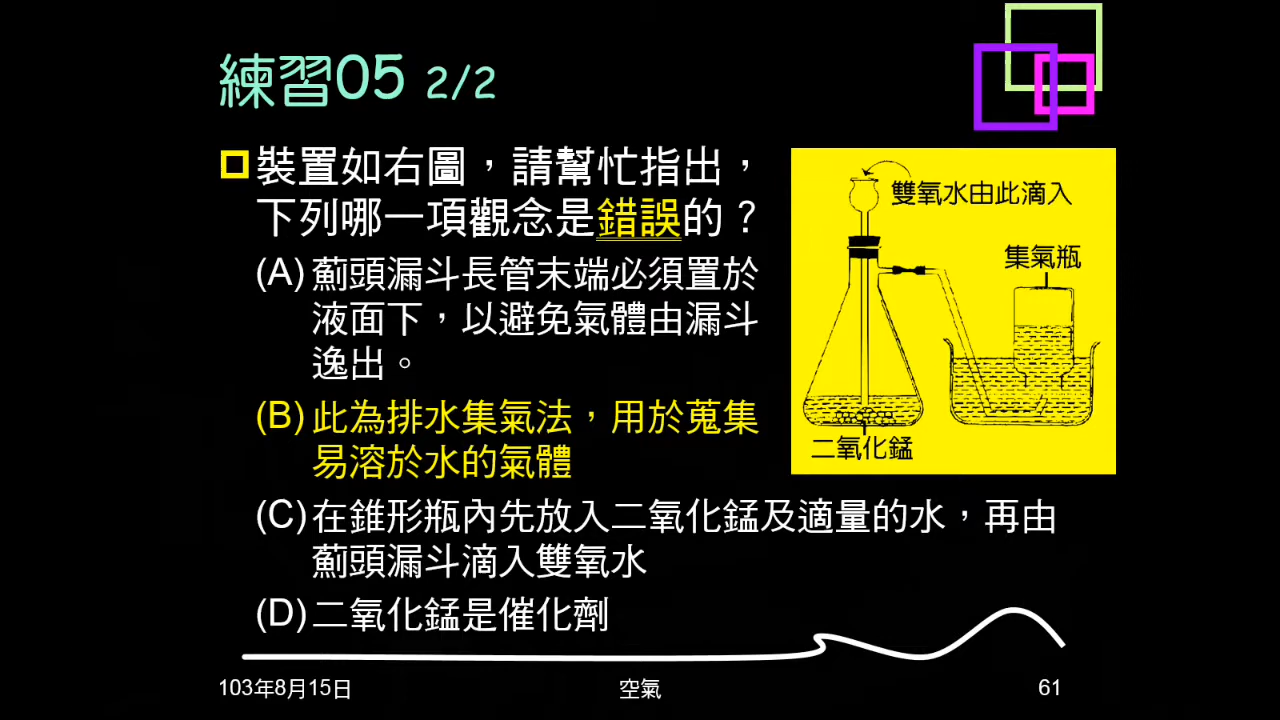 練習05 2/2
裝置如右圖，請幫忙指出，
下列哪一項觀念是錯誤的？
(A) 薊頭漏斗長管末端必須置於
液面下，以避免氣體由漏斗
逸出。
(B) 此為排水集氣法，用於蒐集
易溶於水的氣體
(C) 在錐形瓶內先放入二氧化錳及適量的水，再由
薊頭漏斗滴入雙氧水
(D) 二氧化錳是催化劑
雙氧水由此滴入
集氣瓶
二氧化錳
103年8月15日
空氣
61